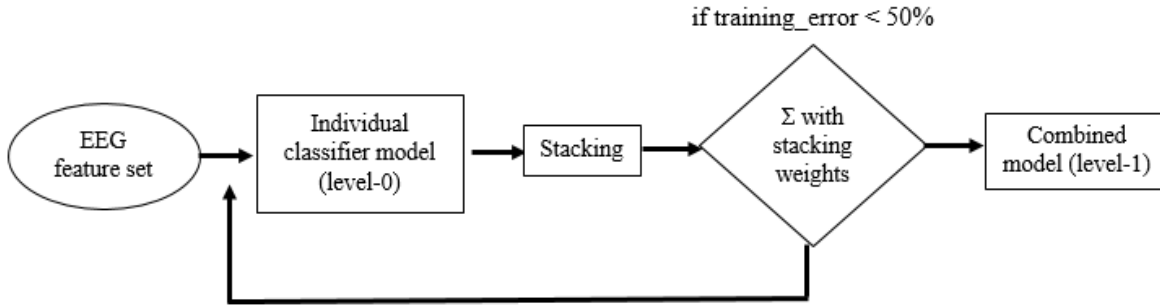 if training_error < 50%
EEG
feature set
Individual
classifier model
(level-0)
Stacking
Σ with
stacking
weights
Combined
model (level-1)